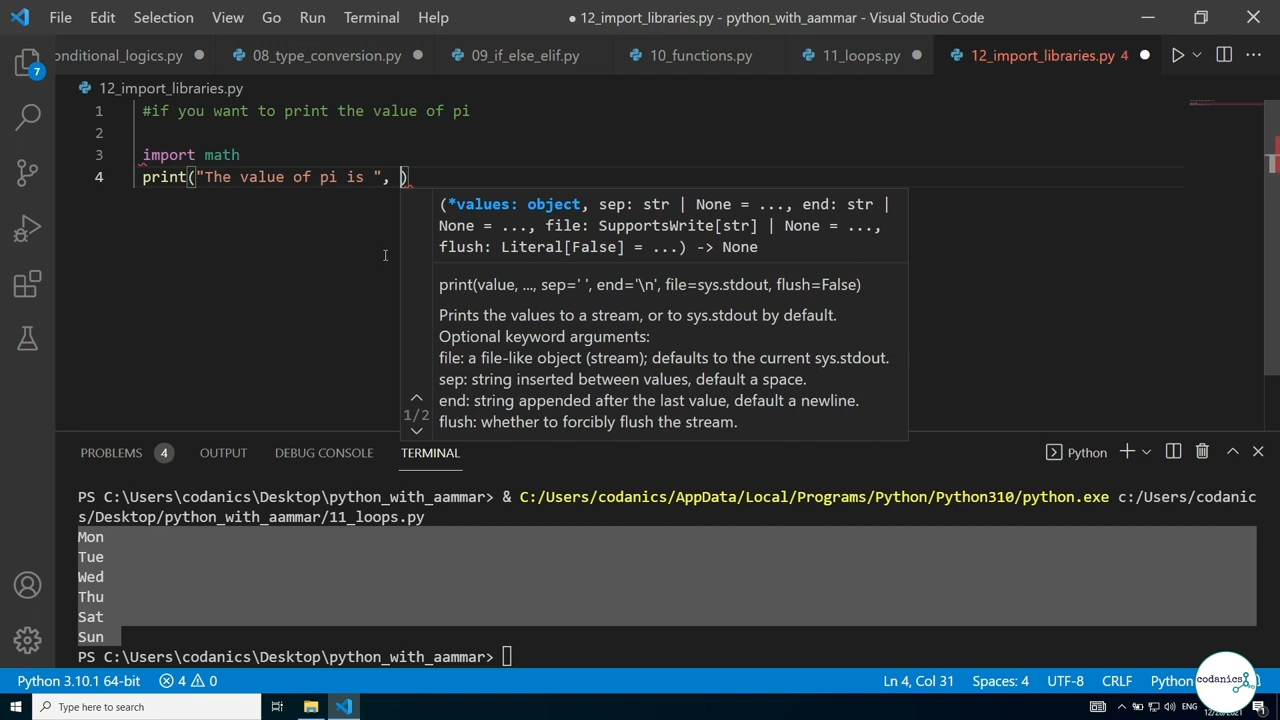 File Edit Selection View Go Run Terminal Help ● 12_import_libraries.py - python_with_aammar - Visual Studio Code
onditional_logics.py 08_type_conversion.py 09_if_else_elif.py 10_functions.py 11_loops.py 12_import_libraries.py 4
7
12_import_libraries.py
1 #if you want to print the value of pi
2
3 import math
4 print("The value of pi is ", )
(*values: object, sep: str | None = ..., end: str |
None = ..., file: SupportsWrite[str] | None = ...,
flush: Literal[False] = ...) -> None
print(value, ..., sep=' ', end='\n', file=sys.stdout, flush=False)
Prints the values to a stream, or to sys.stdout by default.
Optional keyword arguments:
file: a file-like object (stream); defaults to the current sys.stdout.
sep: string inserted between values, default a space.
end: string appended after the last value, default a newline.
flush: whether to forcibly flush the stream.
1/2
PROBLEMS 4 OUTPUT DEBUG CONSOLE TERMINAL Python
PS C:\Users\codanics\Desktop\python_with_aammar> & C:/Users/codanics/AppData/Local/Programs/Python/Python310/python.exe c:/Users/codanic
s/Desktop/python_with_aammar/11_loops.py
Mon
Tue
Wed
Thu
Sat
Sun
PS C:\Users\codanics\Desktop\python_with_aammar>
Python 3.10.1 64-bit 4 0 Ln 4, Col 31 Spaces: 4 UTF-8 CRLF Python
codanics
Type here to search ENG